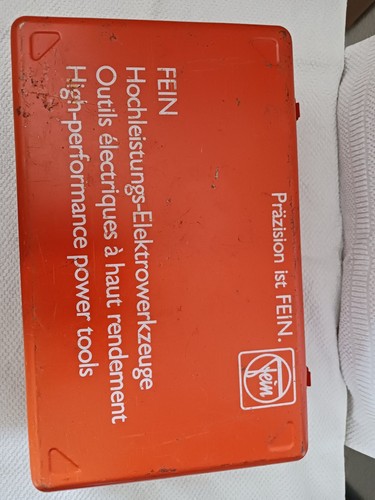 Präzision ist FEIN.
Fein
FEIN
Hochleistungs-Elektrowerkzeuge
Outils électriques à haut rendement
High-performance power tools